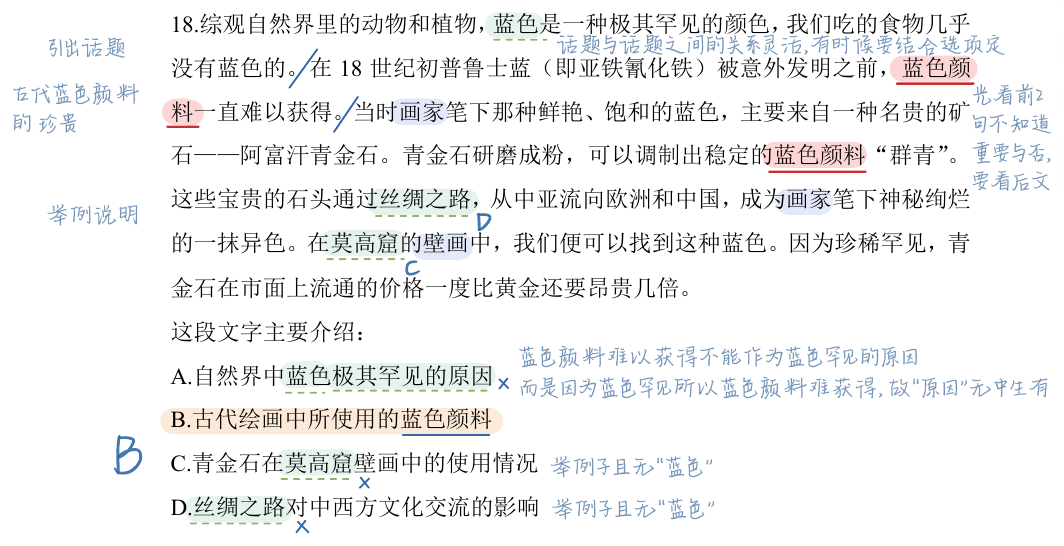 18.综观自然界里的动物和植物，蓝色是一种极其罕见的颜色，我们吃的食物几乎
引出话题
话题与话题之间的关系灵活,有时候要结合选项定
没有蓝色的。在 18 世纪初普鲁士蓝（即亚铁氰化铁）被意外发明之前，蓝色颜
古代蓝色颜料
的珍贵
料一直难以获得。当时画家笔下那种鲜艳、饱和的蓝色，主要来自一种名贵的矿
光看前2
句不知道
重要与否,
要看后文
石——阿富汗青金石。青金石研磨成粉，可以调制出稳定的蓝色颜料“群青”。
这些宝贵的石头通过丝绸之路，从中亚流向欧洲和中国，成为画家笔下神秘绚烂
举例说明
D
的一抹异色。在莫高窟的壁画中，我们便可以找到这种蓝色。因为珍稀罕见，青
C
金石在市面上流通的价格一度比黄金还要昂贵几倍。
这段文字主要介绍：
蓝色颜料难以获得不能作为蓝色罕见的原因
A.自然界中蓝色极其罕见的原因 ×
而是因为蓝色罕见所以蓝色颜料难获得,故“原因”无中生有
B.古代绘画中所使用的蓝色颜料
B
C.青金石在莫高窟壁画中的使用情况 举例子且无“蓝色”
×
D.丝绸之路对中西方文化交流的影响 举例子且无“蓝色”
×